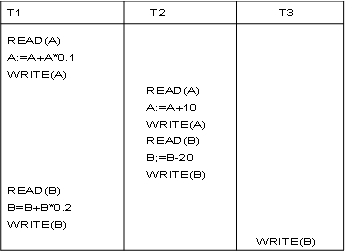 T1 T2 T3
READ(A)
A:=A+A*0.1
WRITE(A)
READ(A)
A:=A+10
WRITE(A)
READ(B)
B;=B-20
WRITE(B)
READ(B)
B=B+B*0.2
WRITE(B)
WRITE(B)